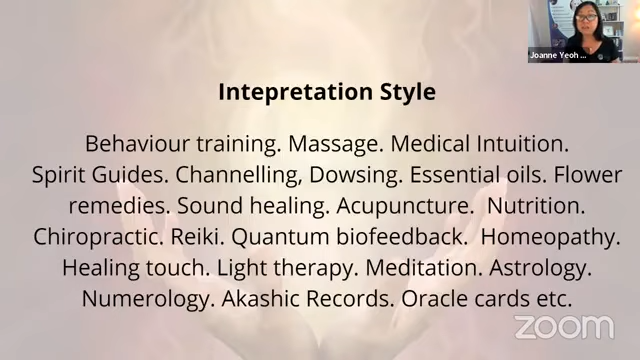 Joanne Yeoh ...
Intepretation Style
Behaviour training. Massage. Medical Intuition.
Spirit Guides. Channelling, Dowsing. Essential oils. Flower
remedies. Sound healing. Acupuncture. Nutrition.
Chiropractic. Reiki. Quantum biofeedback. Homeopathy.
Healing touch. Light therapy. Meditation. Astrology.
Numerology. Akashic Records. Oracle cards etc.
zoom